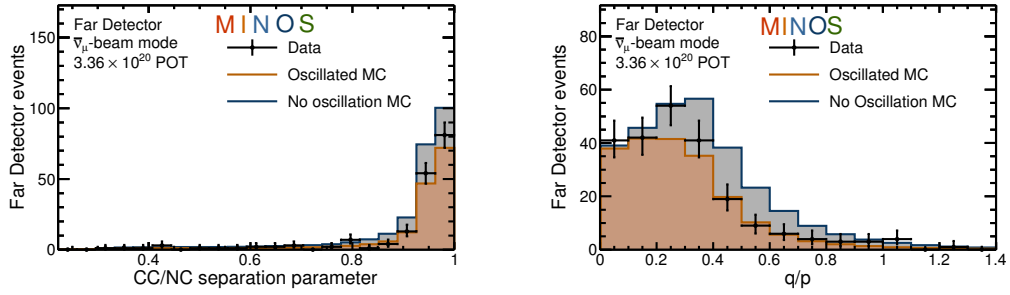 Far Detector
ν̅μ-beam mode
3.36 × 10²⁰ POT
MINOS
Data
Oscillated MC
No oscillation MC
Far Detector events
150
100
50
0
0.4
0.6
0.8
1
CC/NC separation parameter
Far Detector
ν̅μ-beam mode
3.36 × 10²⁰ POT
MINOS
Data
Oscillated MC
No Oscillation MC
Far Detector events
80
60
40
20
0
0
0.2
0.4
0.6
0.8
1
1.2
1.4
q/p